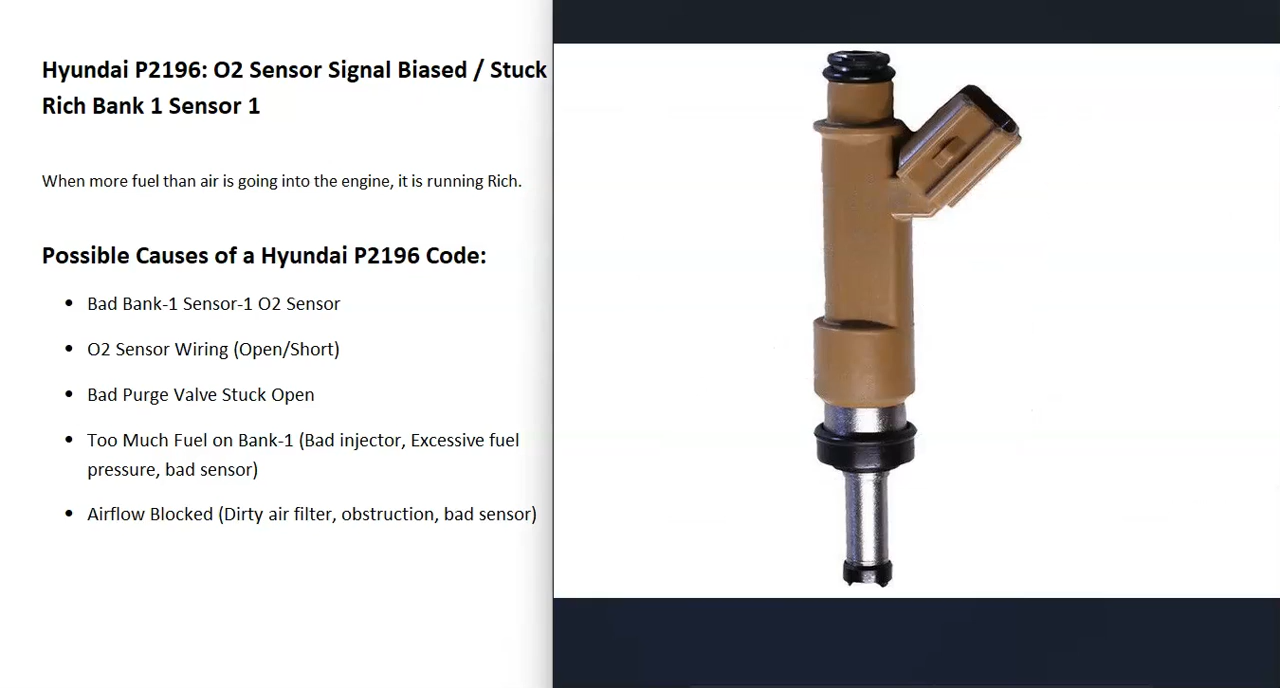 Hyundai P2196: O2 Sensor Signal Biased / Stuck
Rich Bank 1 Sensor 1
When more fuel than air is going into the engine, it is running Rich.
Possible Causes of a Hyundai P2196 Code:
• Bad Bank-1 Sensor-1 O2 Sensor
• O2 Sensor Wiring (Open/Short)
• Bad Purge Valve Stuck Open
• Too Much Fuel on Bank-1 (Bad injector, Excessive fuel
pressure, bad sensor)
• Airflow Blocked (Dirty air filter, obstruction, bad sensor)